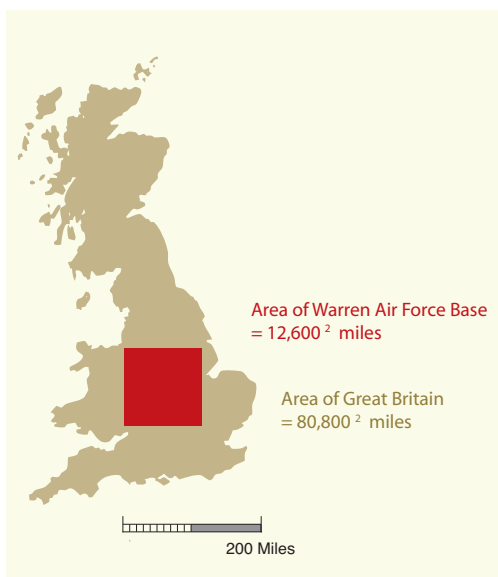 Area of Warren Air Force Base
= 12,600 ² miles
Area of Great Britain
= 80,800 ² miles
200 Miles